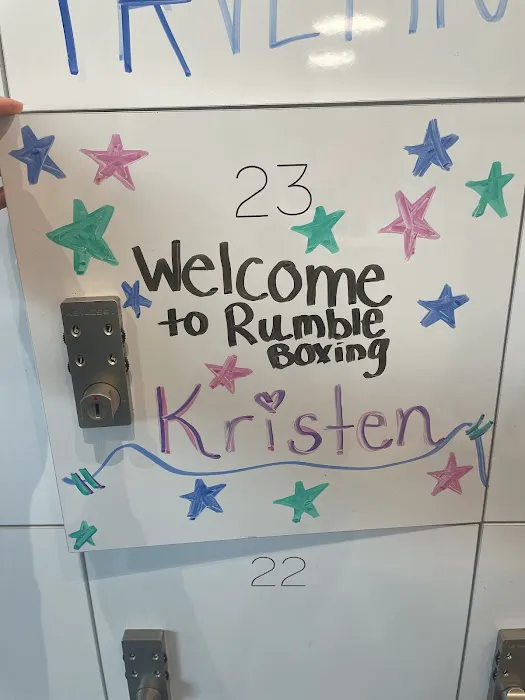 23
Welcome
to Rumble
Boxing
Kristen
22